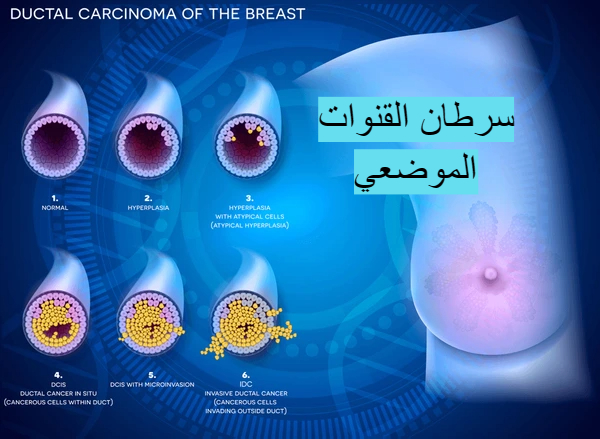 DUCTAL CARCINOMA OF THE BREAST
سرطان القنوات
الموضعي
1.
NORMAL
2.
HYPERPLASIA
3.
HYPERPLASIA
WITH ATYPICAL CELLS
(ATYPICAL HYPERPLASIA)
4.
DCIS
DUCTAL CANCER IN SITU
(CANCEROUS CELLS WITHIN DUCT)
5.
DCIS WITH MICROINVASION
6.
IDC
INVASIVE DUCTAL CANCER
(CANCEROUS CELLS
INVADING OUTSIDE DUCT)